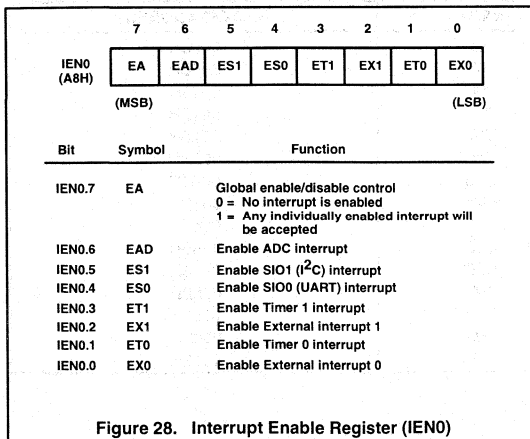 7 6 5 4 3 2 1 0
IEN0 EA EAD ES1 ES0 ET1 EX1 ET0 EX0
(A8H)
(MSB) (LSB)
Bit Symbol Function
IEN0.7 EA Global enable/disable control
0 = No interrupt is enabled
1 = Any individually enabled interrupt will
be accepted
IEN0.6 EAD Enable ADC interrupt
IEN0.5 ES1 Enable SIO1 (I²C) interrupt
IEN0.4 ES0 Enable SIO0 (UART) interrupt
IEN0.3 ET1 Enable Timer 1 interrupt
IEN0.2 EX1 Enable External interrupt 1
IEN0.1 ET0 Enable Timer 0 interrupt
IEN0.0 EX0 Enable External interrupt 0
Figure 28. Interrupt Enable Register (IEN0)